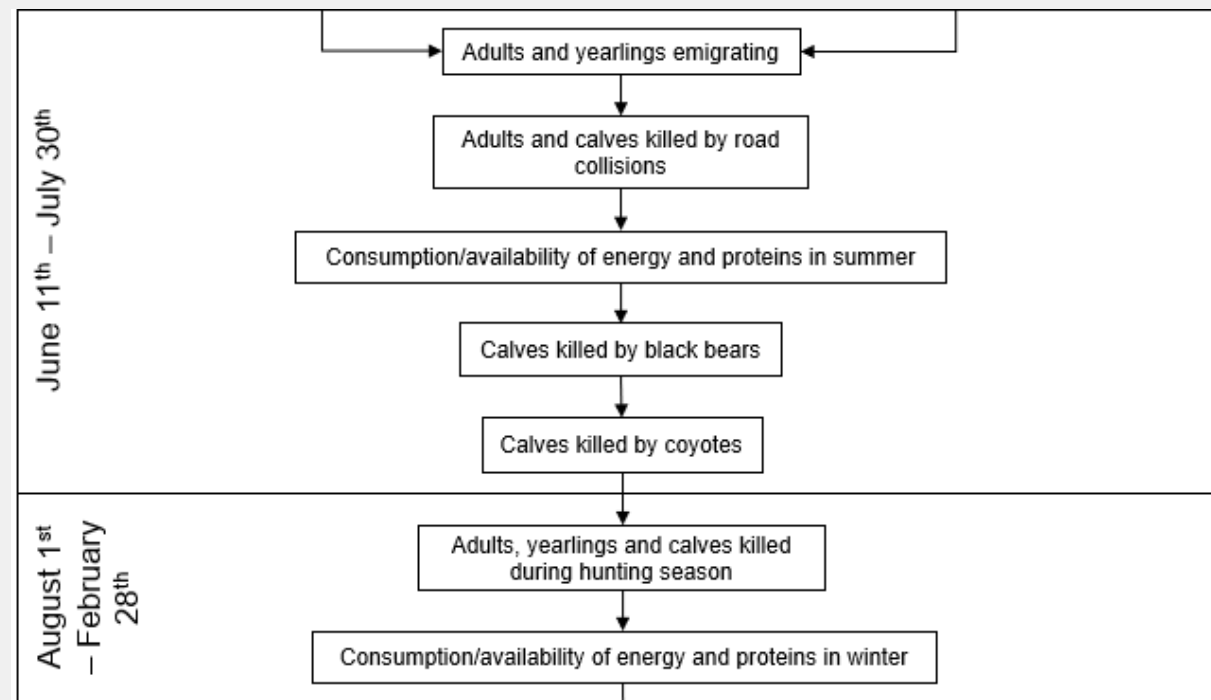 June 11th – July 30th
Adults and yearlings emigrating
Adults and calves killed by road
collisions
Consumption/availability of energy and proteins in summer
Calves killed by black bears
Calves killed by coyotes
August 1st
– February
28th
Adults, yearlings and calves killed
during hunting season
Consumption/availability of energy and proteins in winter